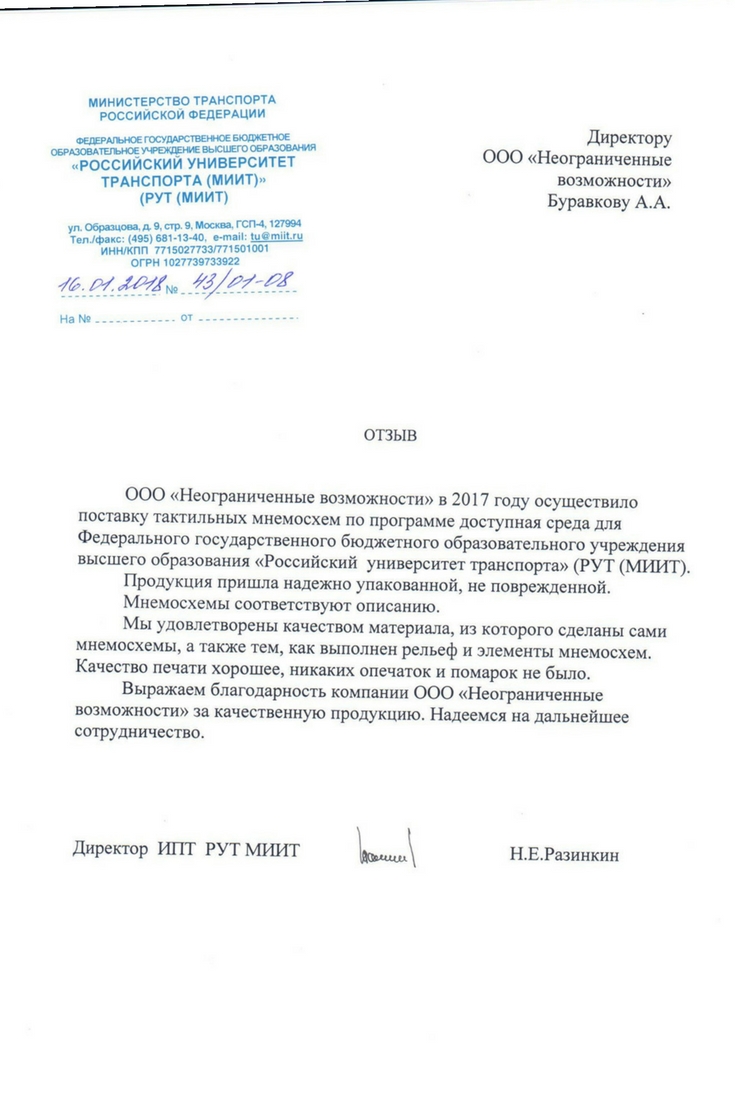 МИНИСТЕРСТВО ТРАНСПОРТА
РОССИЙСКОЙ ФЕДЕРАЦИИ
ФЕДЕРАЛЬНОЕ ГОСУДАРСТВЕННОЕ БЮДЖЕТНОЕ
ОБРАЗОВАТЕЛЬНОЕ УЧРЕЖДЕНИЕ ВЫСШЕГО ОБРАЗОВАНИЯ
«РОССИЙСКИЙ УНИВЕРСИТЕТ
ТРАНСПОРТА (МИИТ)»
(РУТ (МИИТ)
ул. Образцова, д. 9, стр. 9, Москва, ГСП-4, 127994
Тел./факс: (495) 681-13-40, e-mail: tu@miit.ru
ИНН/КПП 7715027733/771501001
ОГРН 1027739733922
16.01.2018 № 43/01-08
На № от
Директору
ООО «Неограниченные
возможности»
Буравкову А.А.
ОТЗЫВ
ООО «Неограниченные возможности» в 2017 году осуществило
поставку тактильных мнемосхем по программе доступная среда для
Федерального государственного бюджетного образовательного учреждения
высшего образования «Российский университет транспорта» (РУТ (МИИТ).
Продукция пришла надежно упакованной, не поврежденной.
Мнемосхемы соответствуют описанию.
Мы удовлетворены качеством материала, из которого сделаны сами
мнемосхемы, а также тем, как выполнен рельеф и элементы мнемосхем.
Качество печати хорошее, никаких опечаток и помарок не было.
Выражаем благодарность компании ООО «Неограниченные
возможности» за качественную продукцию. Надеемся на дальнейшее
сотрудничество.
Директор ИПТ РУТ МИИТ
Н.Е.Разинкин